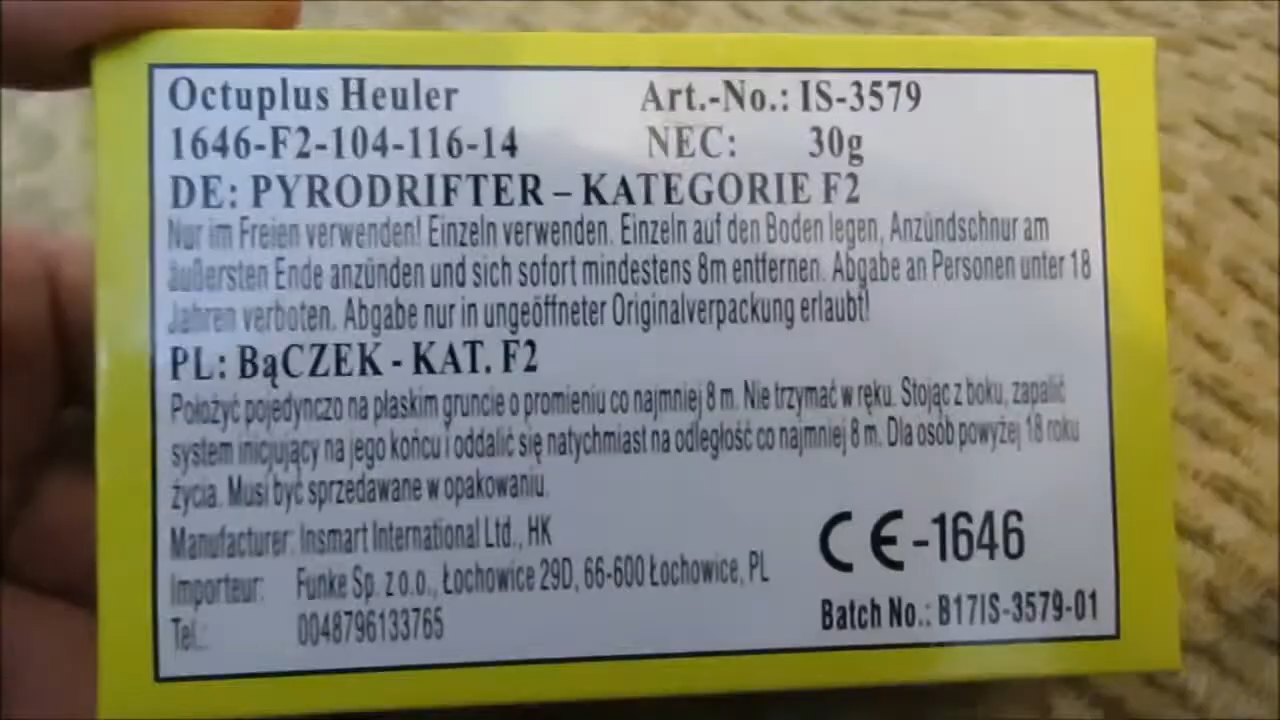 Octuplus Heuler Art.-No.: IS-3579
1646-F2-104-116-14 NEC: 30g
DE: PYRODRIFTER – KATEGORIE F2
Nur im Freien verwenden! Einzeln verwenden. Einzeln auf den Boden legen, Anzündschnur am
äußersten Ende anzünden und sich sofort mindestens 8m entfernen. Abgabe an Personen unter 18
Jahren verboten. Abgabe nur in ungeöffneter Originalverpackung erlaubt!
PL: BąCZEK - KAT. F2
Położyć pojedynczo na płaskim gruncie o promieniu co najmniej 8 m. Nie trzymać w ręku. Stojąc z boku, zapalić
system inicjujący na jego końcu i oddalić się natychmiast na odległość co najmniej 8 m. Dla osób powyżej 18 roku
życia. Musi być sprzedawane w opakowaniu.
Manufacturer: Insmart International Ltd., HK
Importeur: Funke Sp. z o.o., Łochowice 29D, 66-600 Łochowice, PL
Tel.: 0048796133765
CE-1646
Batch No.: B17IS-3579-01